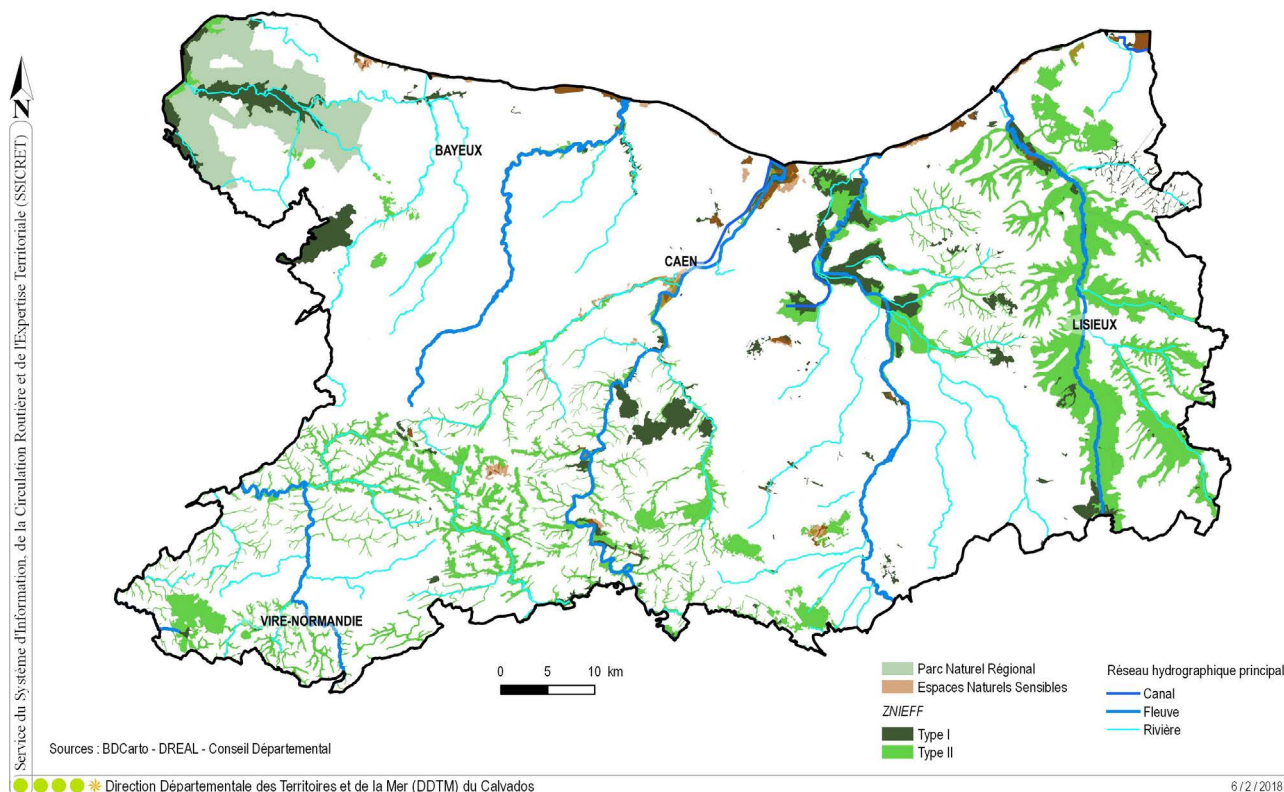 N
Service du Système d'Information, de la Circulation Routière et de l'Expertise Territoriale (SSICRET)
BAYEUX
CAEN
LISIEUX
VIRE-NORMANDIE
0 5 10 km
Parc Naturel Régional
Espaces Naturels Sensibles
ZNIEFF
Type I
Type II
Réseau hydrographique principal
Canal
Fleuve
Rivière
Sources : BDCarto - DREAL - Conseil Départemental
Direction Départementale des Territoires et de la Mer (DDTM) du Calvados
6/2/2018